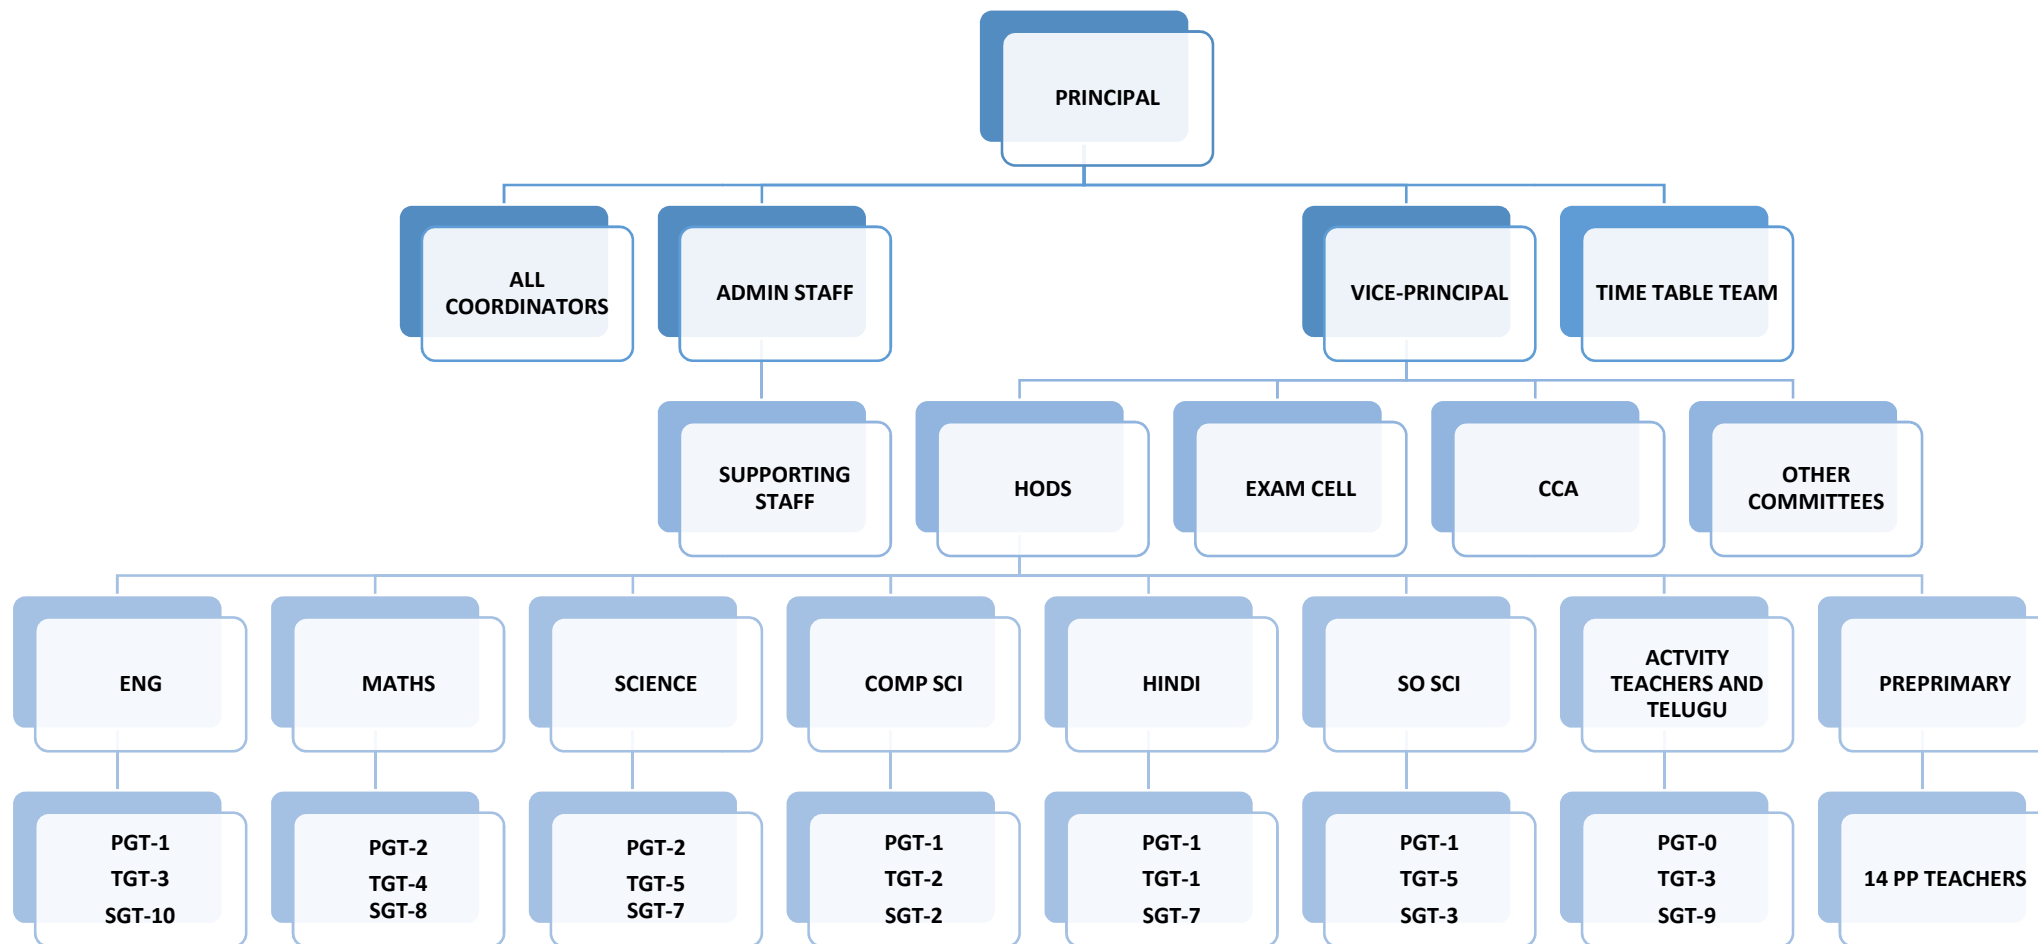 PRINCIPAL
ALL
COORDINATORS
ADMIN STAFF
VICE-PRINCIPAL
TIME TABLE TEAM
SUPPORTING
STAFF
HODS
EXAM CELL
CCA
OTHER
COMMITTEES
ENG
MATHS
SCIENCE
COMP SCI
HINDI
SO SCI
ACTVITY
TEACHERS AND
TELUGU
PREPRIMARY
PGT-1
TGT-3
SGT-10
PGT-2
TGT-4
SGT-8
PGT-2
TGT-5
SGT-7
PGT-1
TGT-2
SGT-2
PGT-1
TGT-1
SGT-7
PGT-1
TGT-5
SGT-3
PGT-0
TGT-3
SGT-9
14 PP TEACHERS